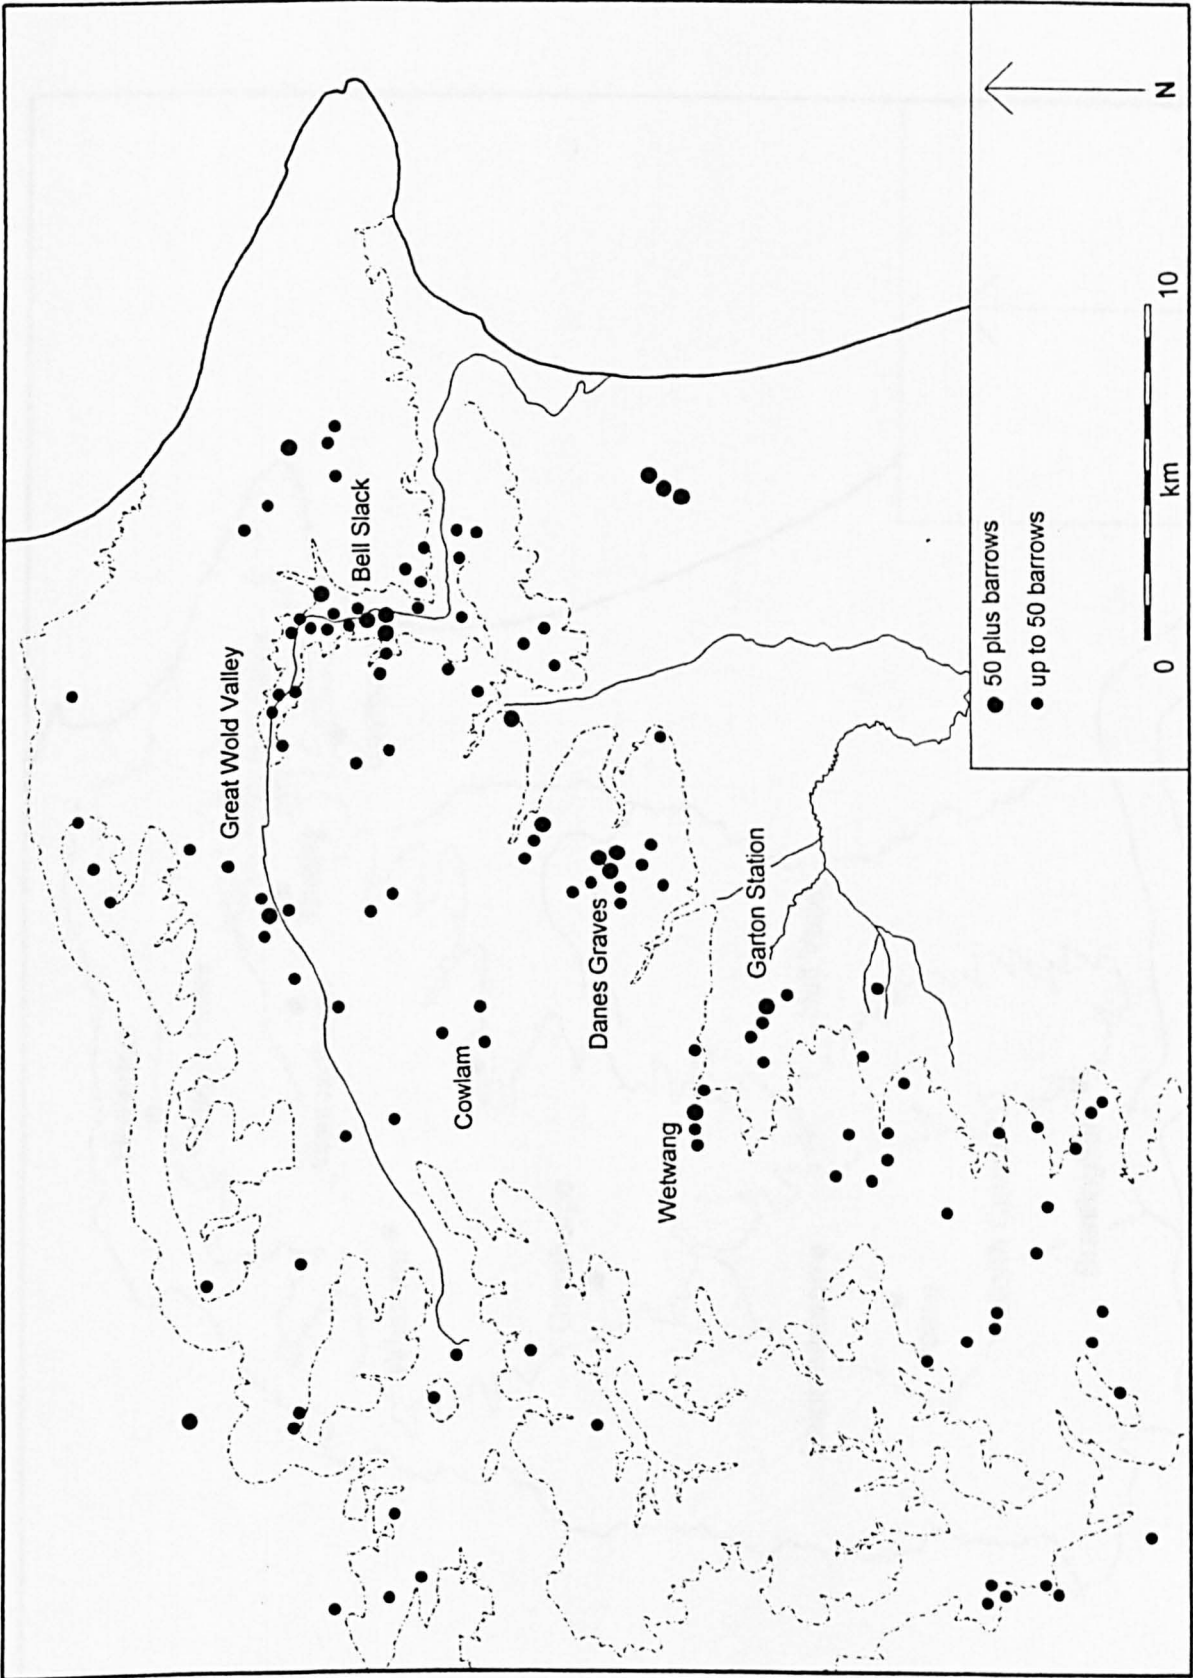 Bell Slack
Great Wold Valley
Danes Graves
Cowlam
Garton Station
Wetwang
50 plus barrows
up to 50 barrows
0 km 10
N